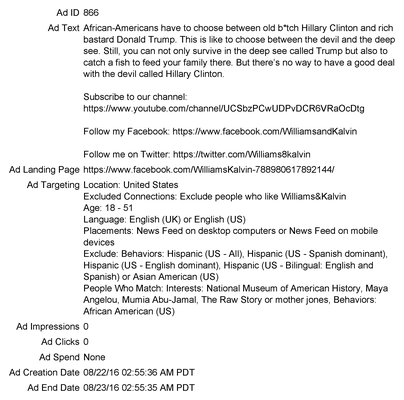 Ad ID 866
Ad Text African-Americans have to choose between old b*tch Hillary Clinton and rich
bastard Donald Trump. This is like to choose between the devil and the deep
see. Still, you can not only survive in the deep see called Trump but also to
catch a fish to feed your family there. But there's no way to have a good deal
with the devil called Hillary Clinton.
Subscribe to our channel:
https://www.youtube.com/channel/UCSbzPCwUDPvDCR6VRaOcDtg
Follow my Facebook: https://www.facebook.com/WilliamsandKalvin
Follow me on Twitter: https://twitter.com/Williams8kalvin
Ad Landing Page https://www.facebook.com/WilliamsKalvin-788980617892144/
Ad Targeting Location: United States
Excluded Connections: Exclude people who like Williams&Kalvin
Age: 18 - 51
Language: English (UK) or English (US)
Placements: News Feed on desktop computers or News Feed on mobile
devices
Exclude: Behaviors: Hispanic (US - All), Hispanic (US - Spanish dominant),
Hispanic (US - English dominant), Hispanic (US - Bilingual: English and
Spanish) or Asian American (US)
People Who Match: Interests: National Museum of American History, Maya
Angelou, Mumia Abu-Jamal, The Raw Story or mother jones, Behaviors:
African American (US)
Ad Impressions 0
Ad Clicks 0
Ad Spend None
Ad Creation Date 08/22/16 02:55:36 AM PDT
Ad End Date 08/23/16 02:55:35 AM PDT